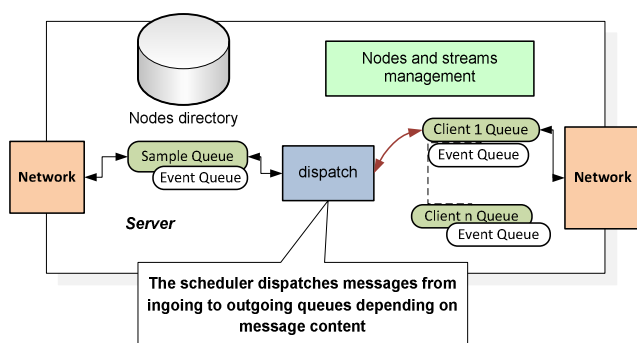 Nodes and streams
management
Nodes directory
Client 1 Queue
Event Queue
Sample Queue
Event Queue
Network
dispatch
Network
Server
Client n Queue
Event Queue
The scheduler dispatches messages from
ingoing to outgoing queues depending on
message content